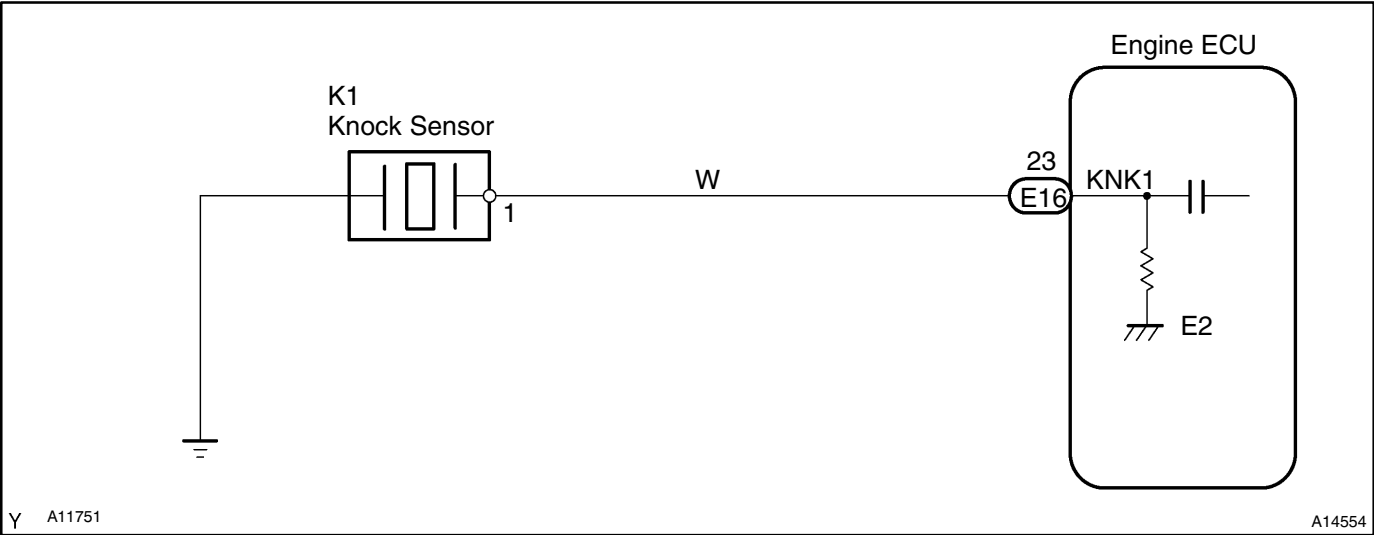 Engine ECU
K1
Knock Sensor
1
W
23
E16
KNK1
E2
Y A11751
A14554